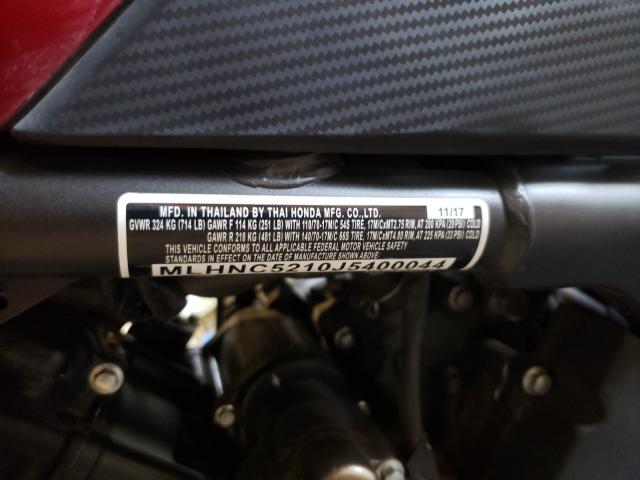 MFD. IN THAILAND BY THAI HONDA MFG. CO.,LTD. 11/17
GVWR 324 KG (714 LB) GAWR F 114 KG (251 LB) WITH 110/70-17M/C 54S TIRE, 17M/CxMT2.75 RIM, AT 200 KPA (29 PSI) COLD
GAWR R 218 KG (481 LB) WITH 140/70-17M/C 66S TIRE, 17M/CxMT4.00 RIM, AT 225 KPA (33 PSI) COLD
THIS VEHICLE CONFORMS TO ALL APPLICABLE FEDERAL MOTOR VEHICLE SAFETY
STANDARDS IN EFFECT ON THE DATE OF MANUFACTURE SHOWN ABOVE.
MLHNC5210J5400044